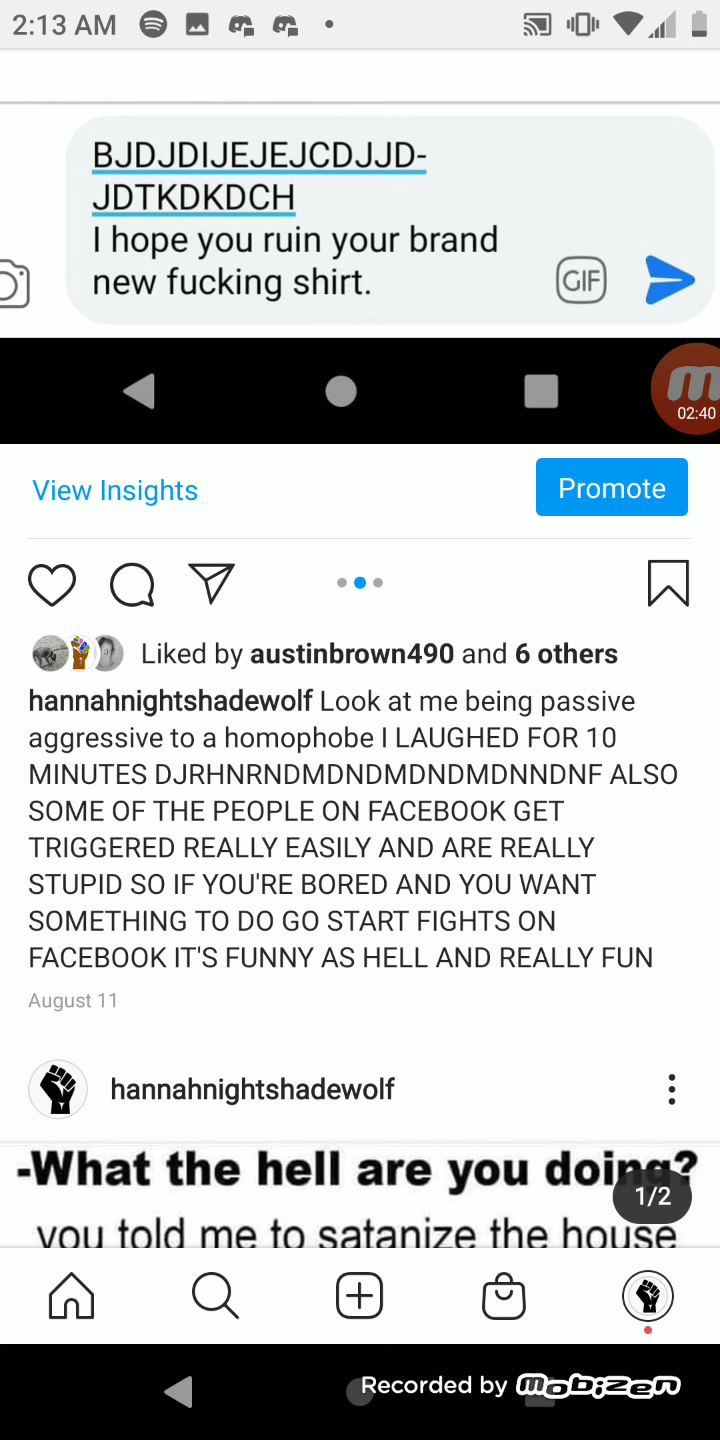 2:13 AM
BJDJDIJEJEJCDJJD-
JDTKDKDCH
I hope you ruin your brand
new fucking shirt.
GIF
02:40
View Insights
Promote
Liked by austinbrown490 and 6 others
hannahnightshadewolf Look at me being passive
aggressive to a homophobe I LAUGHED FOR 10
MINUTES DJRHNRNDMDNDMDNDMDNNDNF ALSO
SOME OF THE PEOPLE ON FACEBOOK GET
TRIGGERED REALLY EASILY AND ARE REALLY
STUPID SO IF YOU'RE BORED AND YOU WANT
SOMETHING TO DO GO START FIGHTS ON
FACEBOOK IT'S FUNNY AS HELL AND REALLY FUN
August 11
hannahnightshadewolf
-What the hell are you doing?
1/2
you told me to satanize the house
Recorded by mobizen